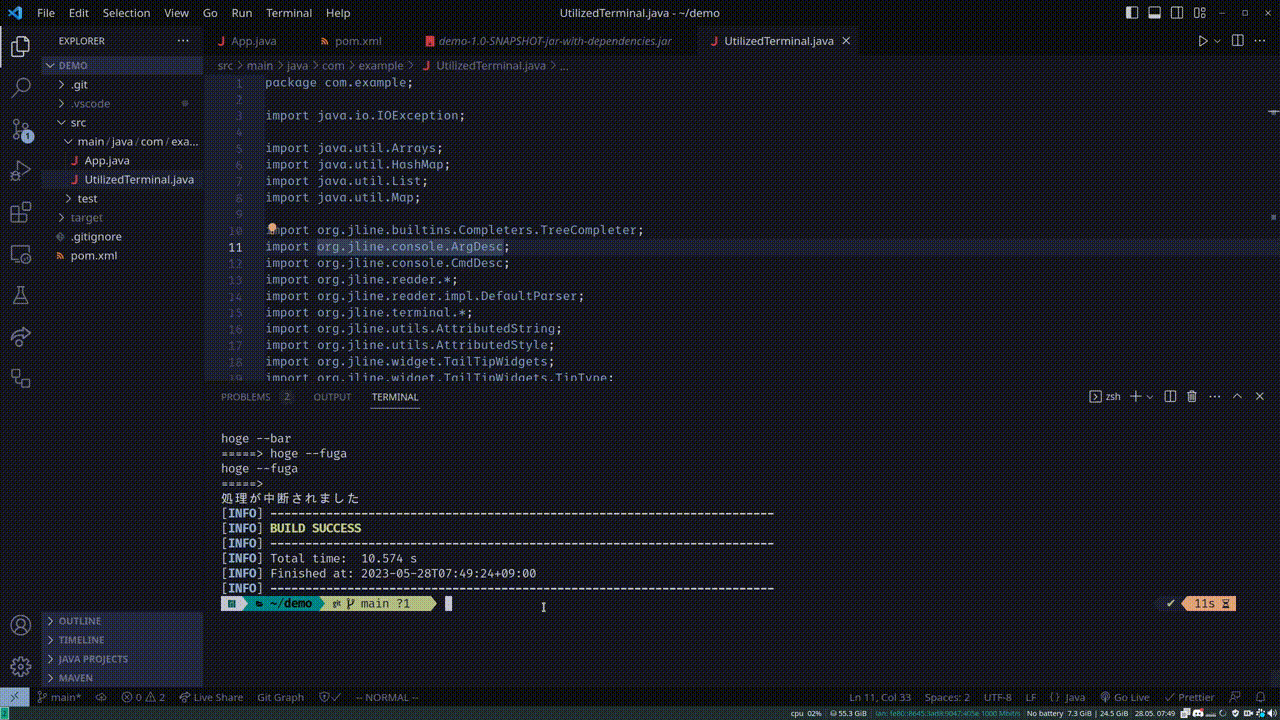 File Edit Selection View Go Run Terminal Help UtilizedTerminal.java - ~/demo
EXPLORER ...
App.java pom.xml demo-1.0-SNAPSHOT-jar-with-dependencies.jar UtilizedTerminal.java
DEMO
src > main > java > com > example > UtilizedTerminal.java > ...
.git
.vscode
src
main / java / com / exa...
App.java
UtilizedTerminal.java
test
target
.gitignore
pom.xml
1 package com.example;
2
3 import java.io.IOException;
4
5 import java.util.Arrays;
6 import java.util.HashMap;
7 import java.util.List;
8 import java.util.Map;
9
10 import org.jline.builtins.Completers.TreeCompleter;
11 import org.jline.console.ArgDesc;
12 import org.jline.console.CmdDesc;
13 import org.jline.reader.*;
14 import org.jline.reader.impl.DefaultParser;
15 import org.jline.terminal.*;
16 import org.jline.utils.AttributedString;
17 import org.jline.utils.AttributedStyle;
18 import org.jline.widget.TailTipWidgets;
19 import org.jline.widget.TailTipWidgets.TipType;
PROBLEMS 2 OUTPUT TERMINAL zsh
hoge --bar
=====> hoge --fuga
hoge --fuga
=====>
処理が中断されました
[INFO] ------------------------------------------------------------------------
[INFO] BUILD SUCCESS
[INFO] ------------------------------------------------------------------------
[INFO] Total time:  10.574 s
[INFO] Finished at: 2023-05-28T07:49:24+09:00
[INFO] ------------------------------------------------------------------------
~/demo git main ?1 ✔ 11s
OUTLINE
TIMELINE
JAVA PROJECTS
MAVEN
main* 0 2 Live Share Git Graph -- NORMAL -- Ln 11, Col 33 Spaces: 2 UTF-8 LF {} Java Go Live Prettier
cpu 02% 55.3 GiB No battery 7.3 GiB | 24.5 GiB 28.05. 07:49